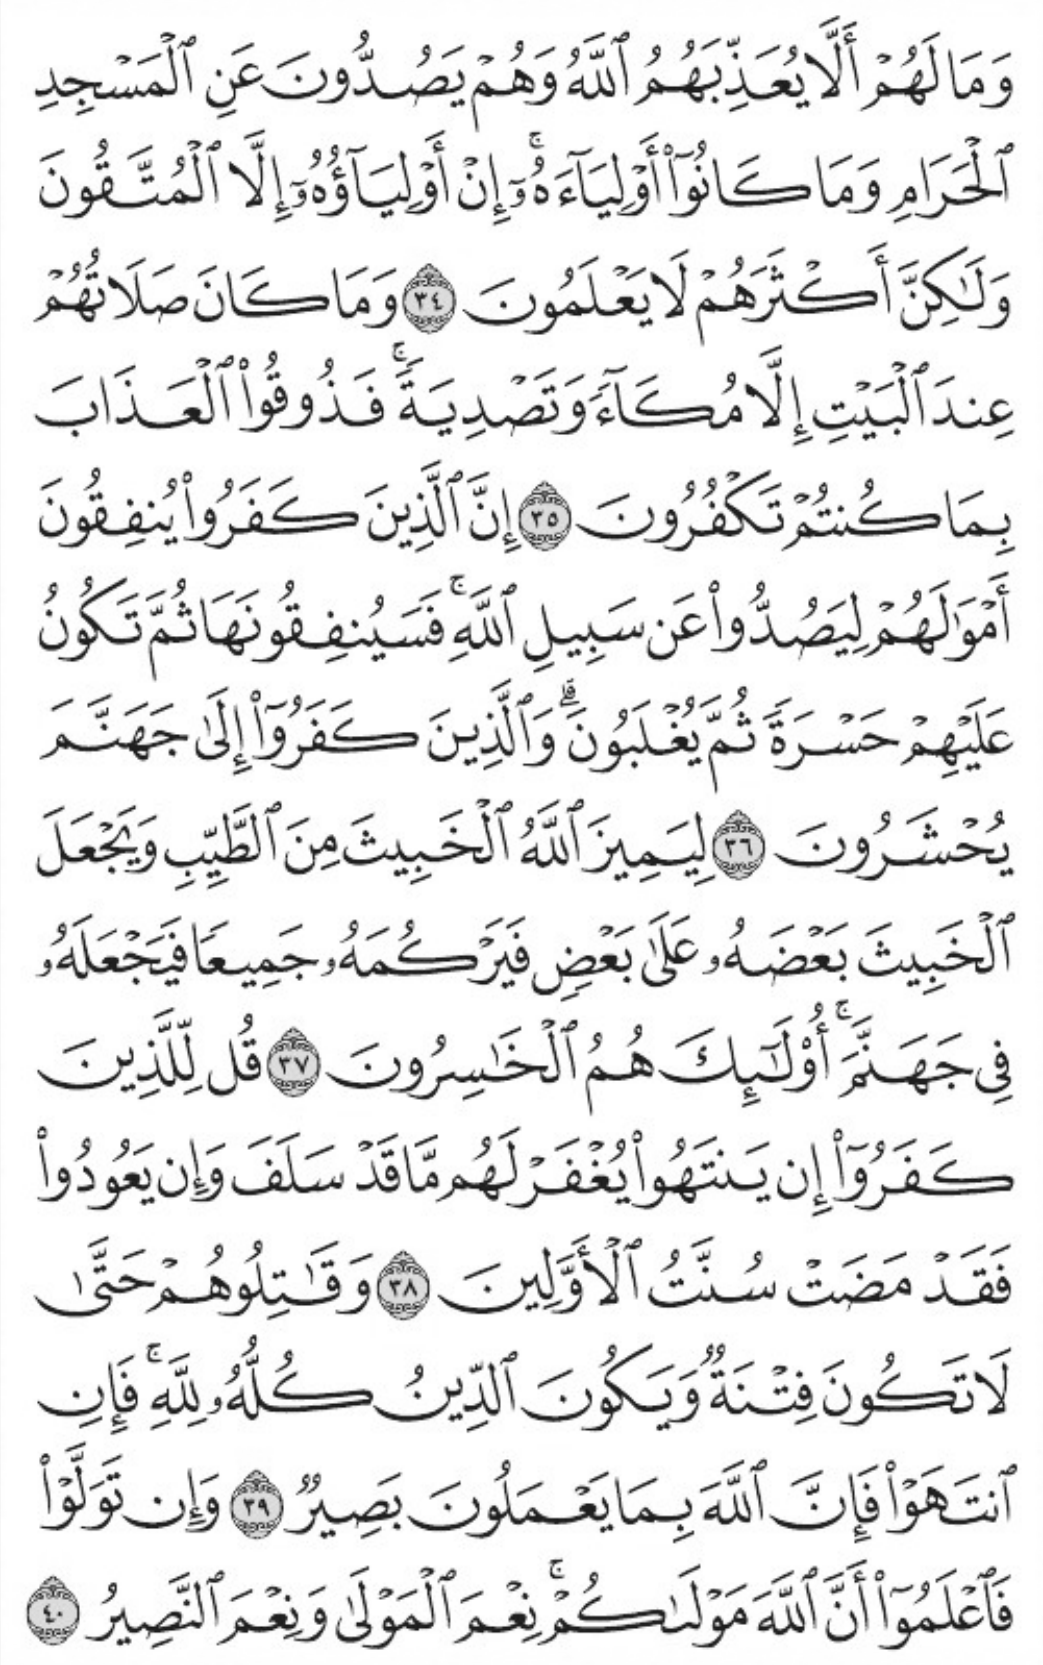 وَمَا لَهُمْ أَلَّا يُعَذِّبَهُمُ ٱللَّهُ وَهُمْ يَصُدُّونَ عَنِ ٱلْمَسْجِدِ
ٱلْحَرَامِ وَمَا كَانُوٓا۟ أَوْلِيَآءَهُۥٓ ۚ إِنْ أَوْلِيَآؤُهُۥٓ إِلَّا ٱلْمُتَّقُونَ
وَلَـٰكِنَّ أَكْثَرَهُمْ لَا يَعْلَمُونَ ٣٤ وَمَا كَانَ صَلَاتُهُمْ
عِندَ ٱلْبَيْتِ إِلَّا مُكَآءً وَتَصْدِيَةً ۚ فَذُوقُوا۟ ٱلْعَذَابَ
بِمَا كُنتُمْ تَكْفُرُونَ ٣٥ إِنَّ ٱلَّذِينَ كَفَرُوا۟ يُنفِقُونَ
أَمْوَٰلَهُمْ لِيَصُدُّوا۟ عَن سَبِيلِ ٱللَّهِ ۚ فَسَيُنفِقُونَهَا ثُمَّ تَكُونُ
عَلَيْهِمْ حَسْرَةً ثُمَّ يُغْلَبُونَ ۗ وَٱلَّذِينَ كَفَرُوٓا۟ إِلَىٰ جَهَنَّمَ
يُحْشَرُونَ ٣٦ لِيَمِيزَ ٱللَّهُ ٱلْخَبِيثَ مِنَ ٱلطَّيِّبِ وَيَجْعَلَ
ٱلْخَبِيثَ بَعْضَهُۥ عَلَىٰ بَعْضٍ فَيَرْكُمَهُۥ جَمِيعًا فَيَجْعَلَهُۥ
فِى جَهَنَّمَ ۚ أُو۟لَـٰٓئِكَ هُمُ ٱلْخَـٰسِرُونَ ٣٧ قُل لِّلَّذِينَ
كَفَرُوٓا۟ إِن يَنتَهُوا۟ يُغْفَرْ لَهُم مَّا قَدْ سَلَفَ وَإِن يَعُودُوا۟
فَقَدْ مَضَتْ سُنَّتُ ٱلْأَوَّلِينَ ٣٨ وَقَـٰتِلُوهُمْ حَتَّىٰ
لَا تَكُونَ فِتْنَةٌ وَيَكُونَ ٱلدِّينُ كُلُّهُۥ لِلَّهِ ۚ فَإِنِ
ٱنتَهَوْا۟ فَإِنَّ ٱللَّهَ بِمَا يَعْمَلُونَ بَصِيرٌ ٣٩ وَإِن تَوَلَّوْا۟
فَٱعْلَمُوٓا۟ أَنَّ ٱللَّهَ مَوْلَىٰكُمْ ۚ نِعْمَ ٱلْمَوْلَىٰ وَنِعْمَ ٱلنَّصِيرُ ٤٠